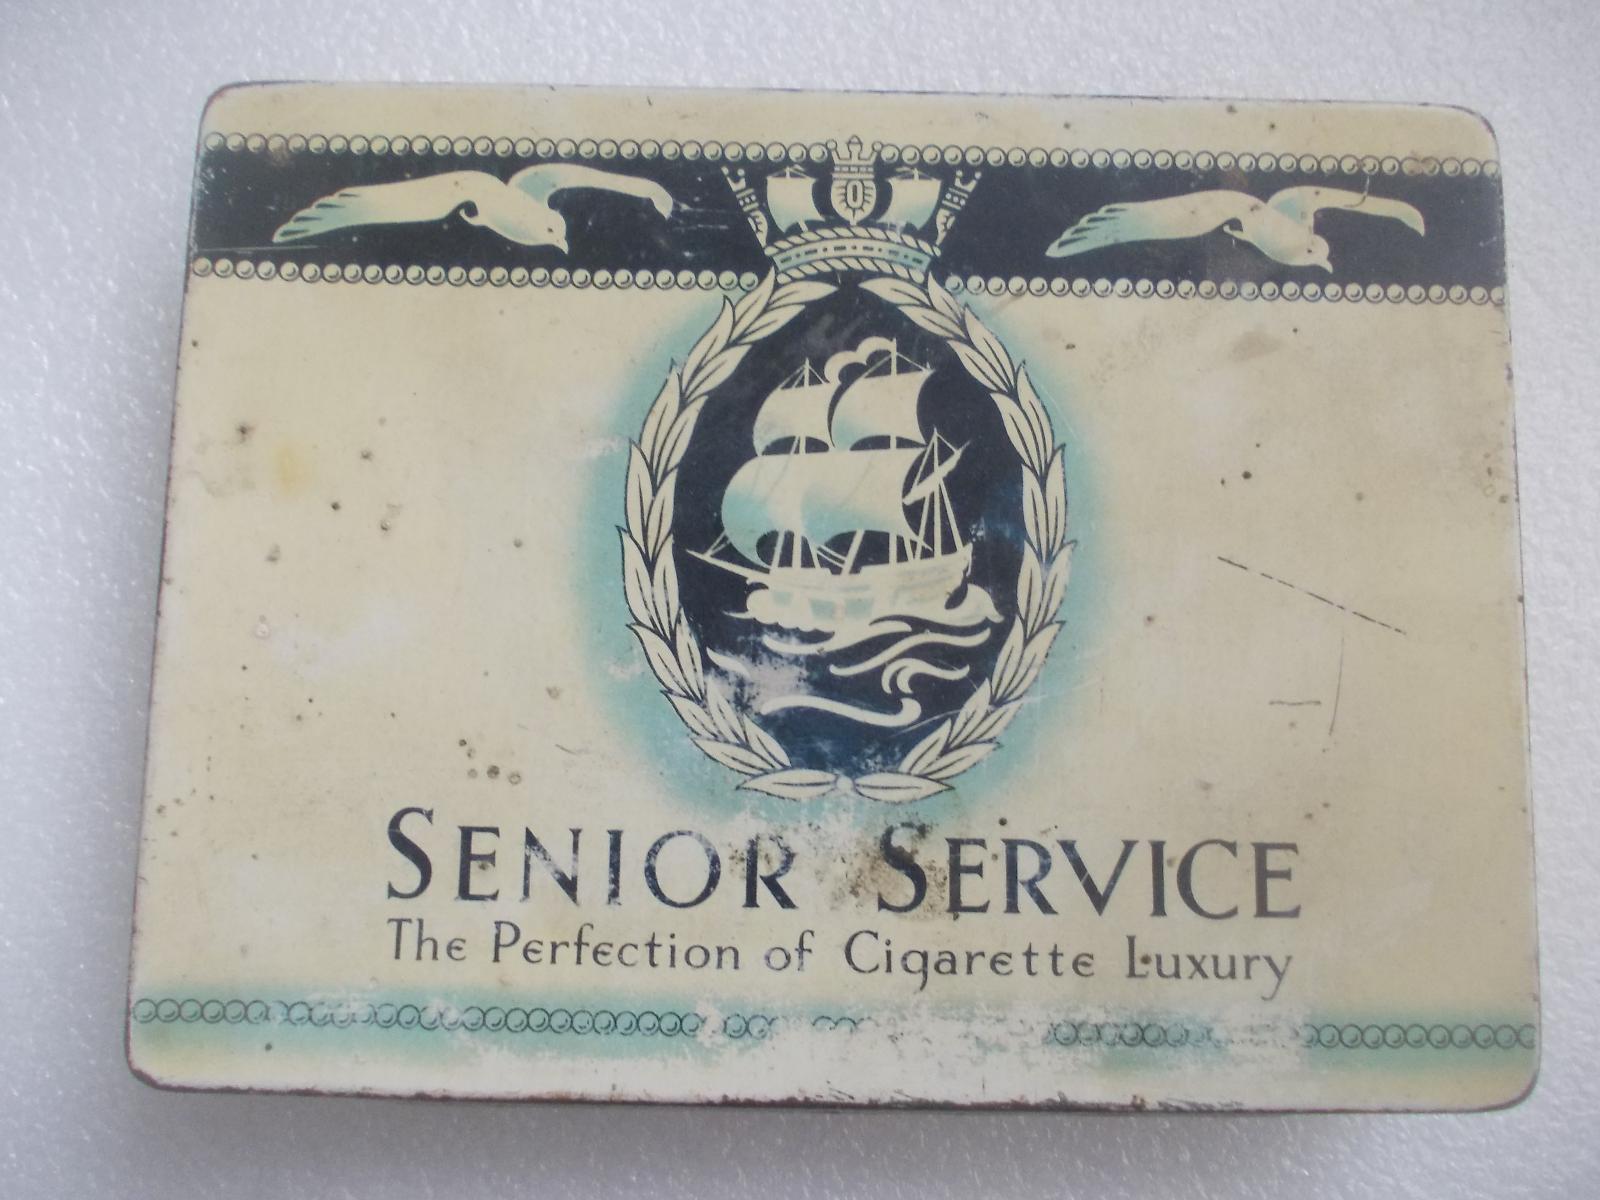 SENIOR SERVICE
The Perfection of Cigarette Luxury